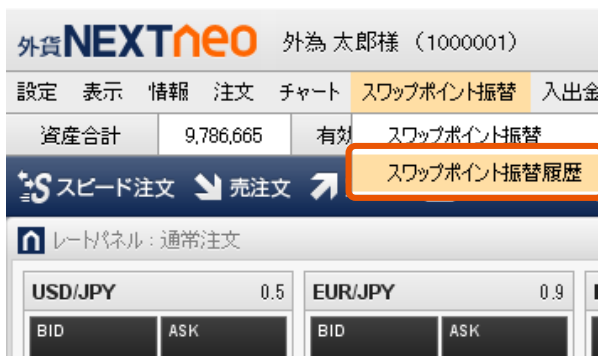 外貨NEXTneo 外為 太郎様 (1000001)
設定 表示 情報 注文 チャート スワップポイント振替 入出金
資産合計 9,786,665 有効 スワップポイント振替
スワップポイント振替履歴
スピード注文 売注文
レートパネル：通常注文
USD/JPY 0.5 EUR/JPY 0.9
BID ASK BID ASK